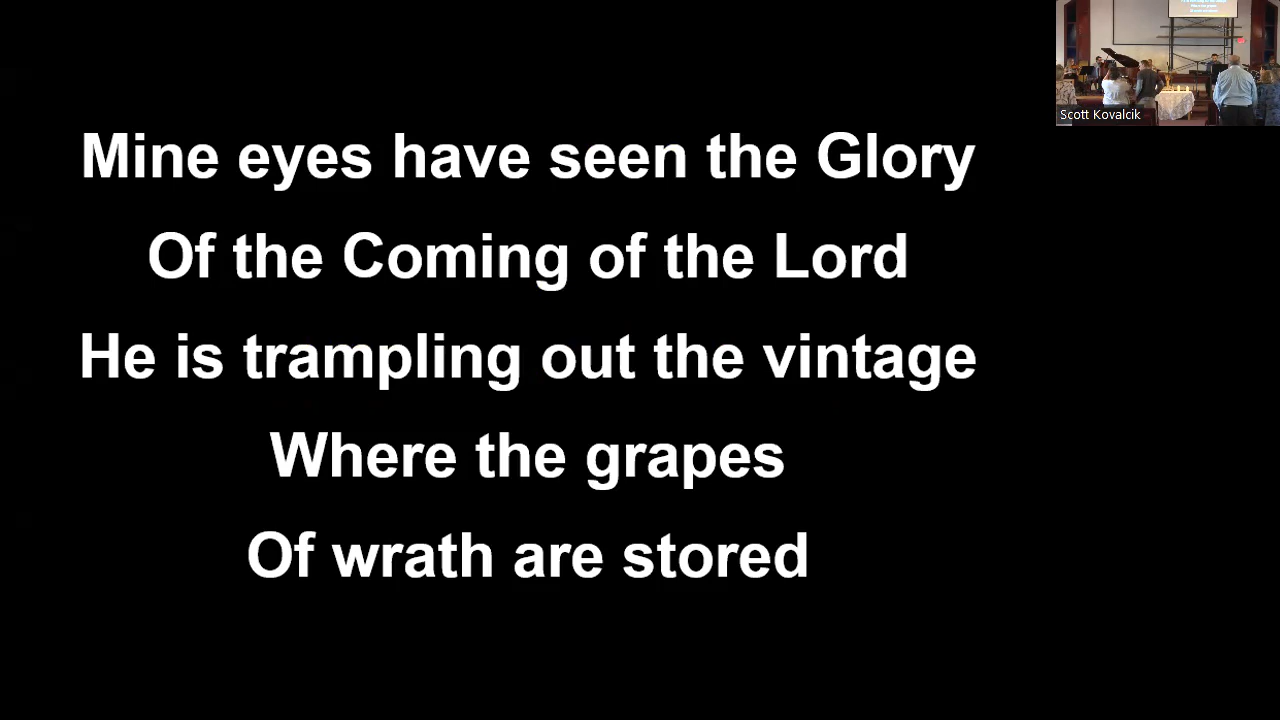 Mine eyes have seen the Glory
Of the Coming of the Lord
He is trampling out the vintage
Where the grapes
Of wrath are stored
Scott Kovalcik